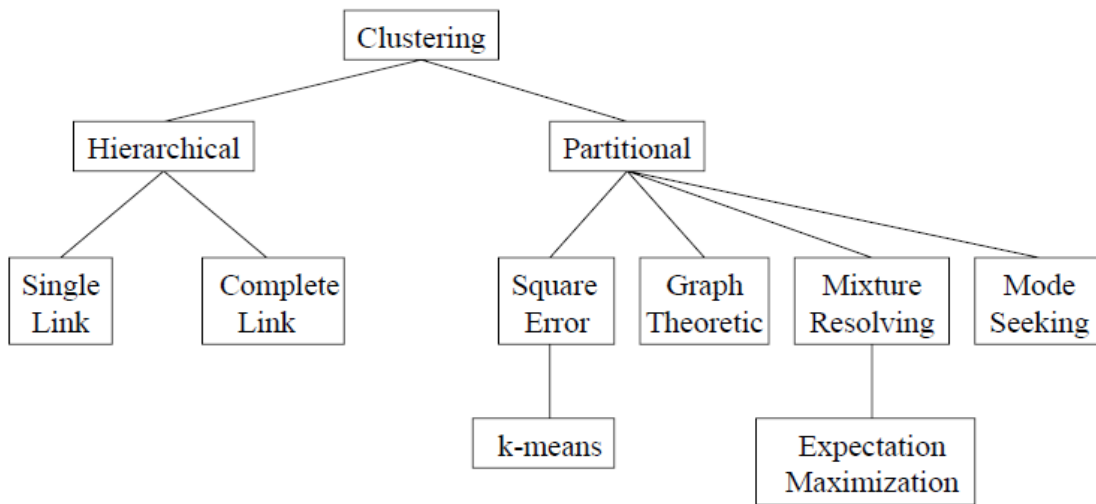 Clustering
Hierarchical
Partitional
Single
Link
Complete
Link
Square
Error
Graph
Theoretic
Mixture
Resolving
Mode
Seeking
k-means
Expectation
Maximization